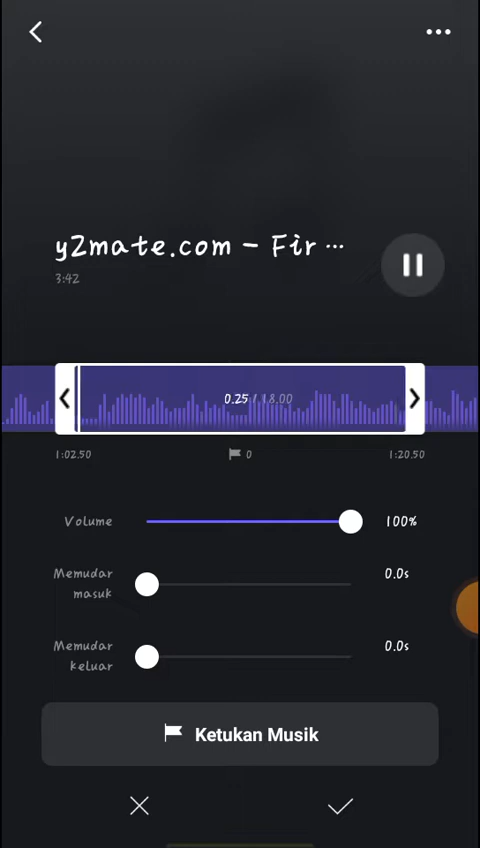 y2mate.com - Fir ...
3:42
0.25 / 18.00
1:02.50
0
1:20.50
Volume
100%
Memudar
masuk
0.0s
Memudar
keluar
0.0s
Ketukan Musik